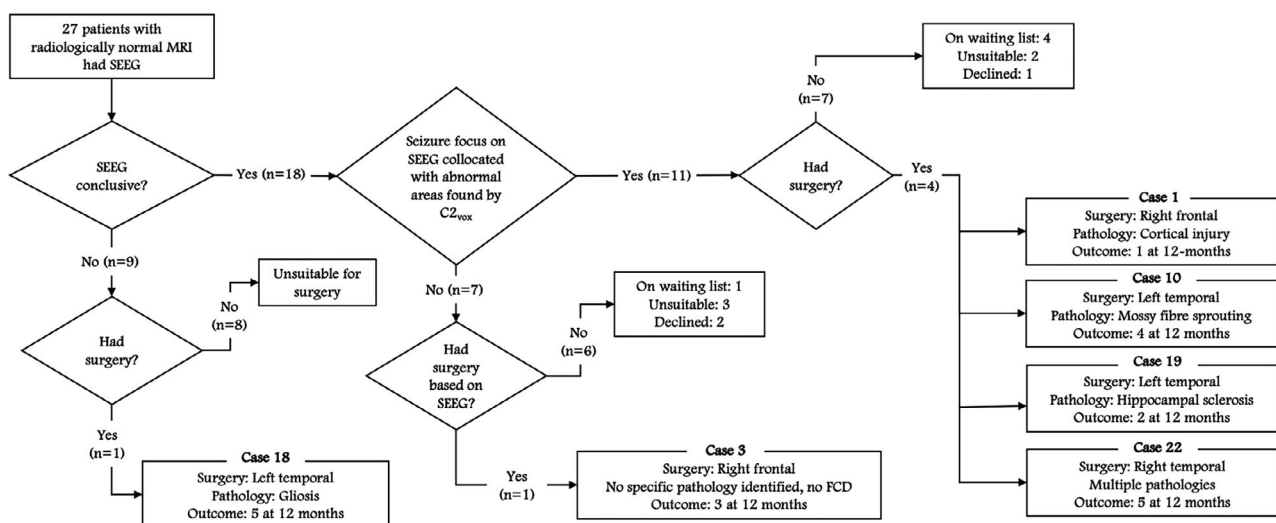 27 patients with
radiologically normal MRI
had SEEG
SEEG
conclusive?
Yes (n=18)
Seizure focus on
SEEG collocated
with abnormal
areas found by
C2vox
Yes (n=11)
Had
surgery?
No
(n=7)
On waiting list: 4
Unsuitable: 2
Declined: 1
Yes
(n=4)
Case 1
Surgery: Right frontal
Pathology: Cortical injury
Outcome: 1 at 12-months
Case 10
Surgery: Left temporal
Pathology: Mossy fibre sprouting
Outcome: 4 at 12 months
Case 19
Surgery: Left temporal
Pathology: Hippocampal sclerosis
Outcome: 2 at 12 months
Case 22
Surgery: Right temporal
Multiple pathologies
Outcome: 5 at 12 months
No (n=9)
Had
surgery?
No
(n=8)
Unsuitable for
surgery
Yes
(n=1)
Case 18
Surgery: Left temporal
Pathology: Gliosis
Outcome: 5 at 12 months
No (n=7)
Had
surgery
based on
SEEG?
No
(n=6)
On waiting list: 1
Unsuitable: 3
Declined: 2
Yes
(n=1)
Case 3
Surgery: Right frontal
No specific pathology identified, no FCD
Outcome: 3 at 12 months